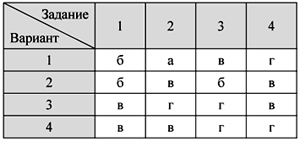 Задание
Вариант 1 2 3 4
1 б а в г
2 б в б в
3 в г г в
4 в в г г